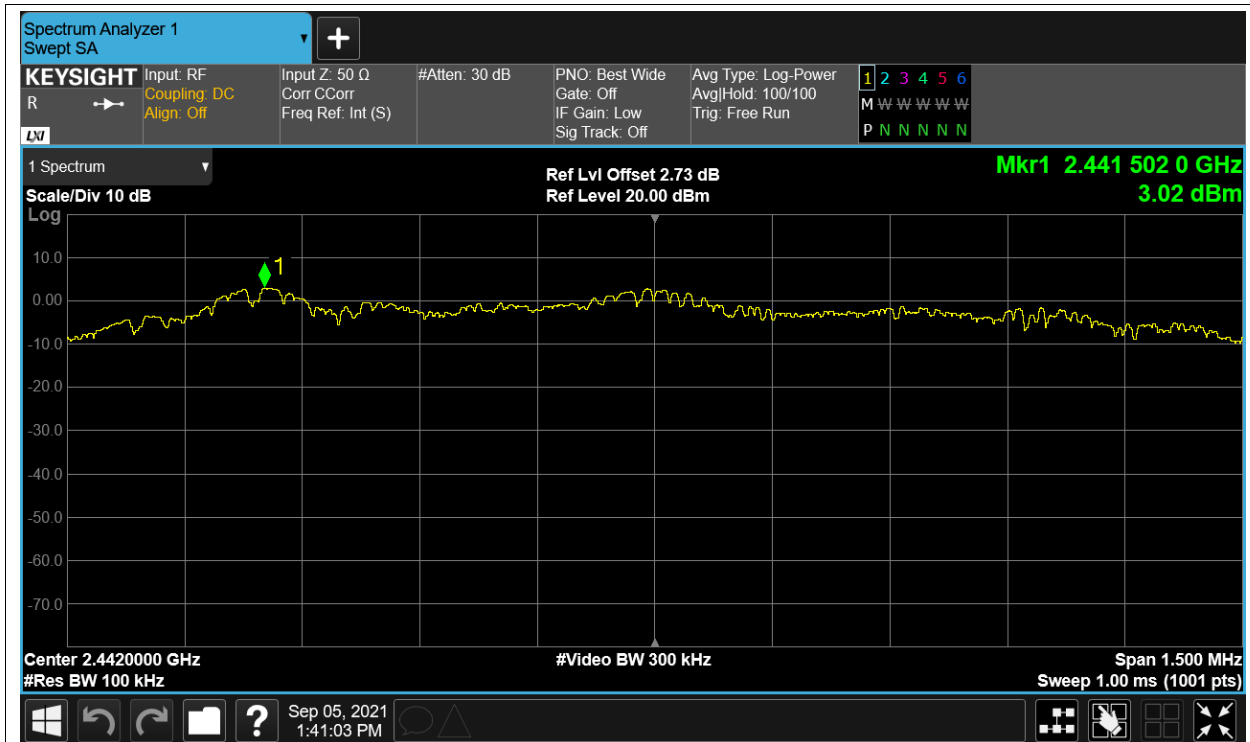 Spectrum Analyzer 1
Swept SA
KEYSIGHT
R
LXI
Input: RF
Coupling: DC
Align: Off
Input Z: 50 Ω
Corr CCorr
Freq Ref: Int (S)
#Atten: 30 dB
PNO: Best Wide
Gate: Off
IF Gain: Low
Sig Track: Off
Avg Type: Log-Power
Avg|Hold: 100/100
Trig: Free Run
1 2 3 4 5 6
M W W W W W
P N N N N N
1 Spectrum
Scale/Div 10 dB
Log
Ref Lvl Offset 2.73 dB
Ref Level 20.00 dBm
Mkr1 2.441 502 0 GHz
3.02 dBm
1
10.0
0.00
-10.0
-20.0
-30.0
-40.0
-50.0
-60.0
-70.0
Center 2.4420000 GHz
#Res BW 100 kHz
#Video BW 300 kHz
Span 1.500 MHz
Sweep 1.00 ms (1001 pts)
?
Sep 05, 2021
1:41:03 PM